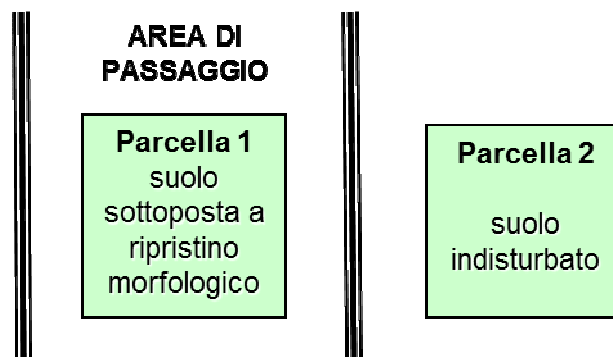 AREA DI
PASSAGGIO
Parcella 1
suolo
sottoposta a
ripristino
morfologico
Parcella 2
suolo
indisturbato